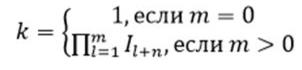 k = { 1, если m = 0
∏_{l=1}^{m} I_{l+n}, если m > 0